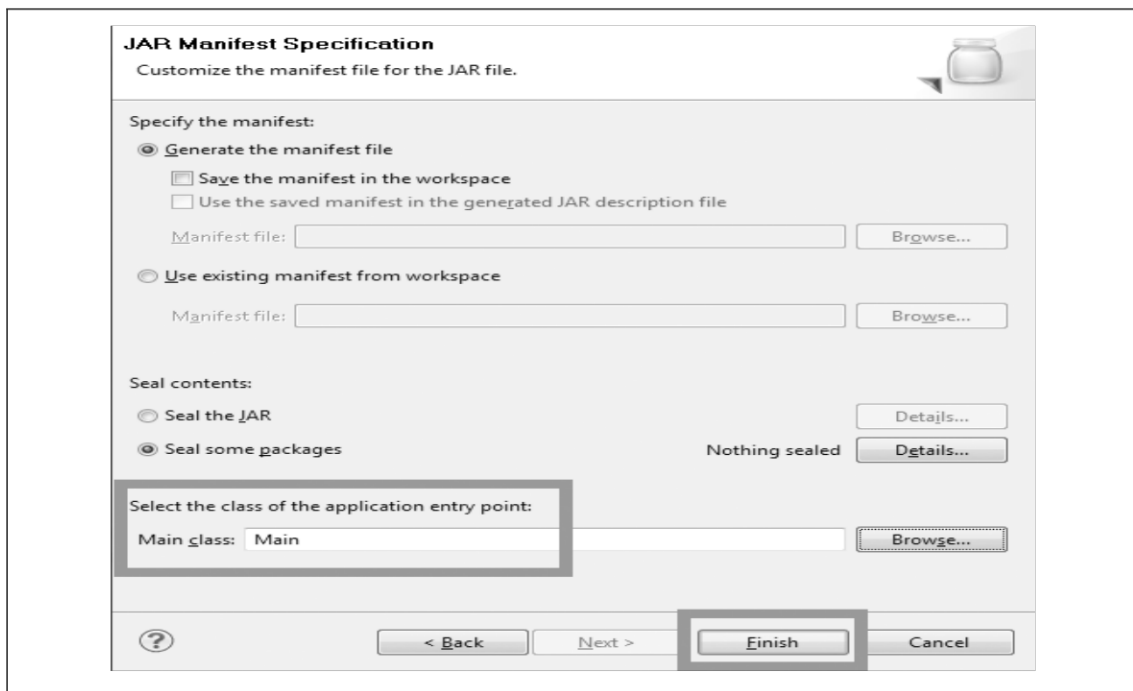 JAR Manifest Specification
Customize the manifest file for the JAR file.
Specify the manifest:
Generate the manifest file
Save the manifest in the workspace
Use the saved manifest in the generated JAR description file
Manifest file: Browse...
Use existing manifest from workspace
Manifest file: Browse...
Seal contents:
Seal the JAR Details...
Seal some packages Nothing sealed Details...
Select the class of the application entry point:
Main class: Main Browse...
? < Back Next > Finish Cancel